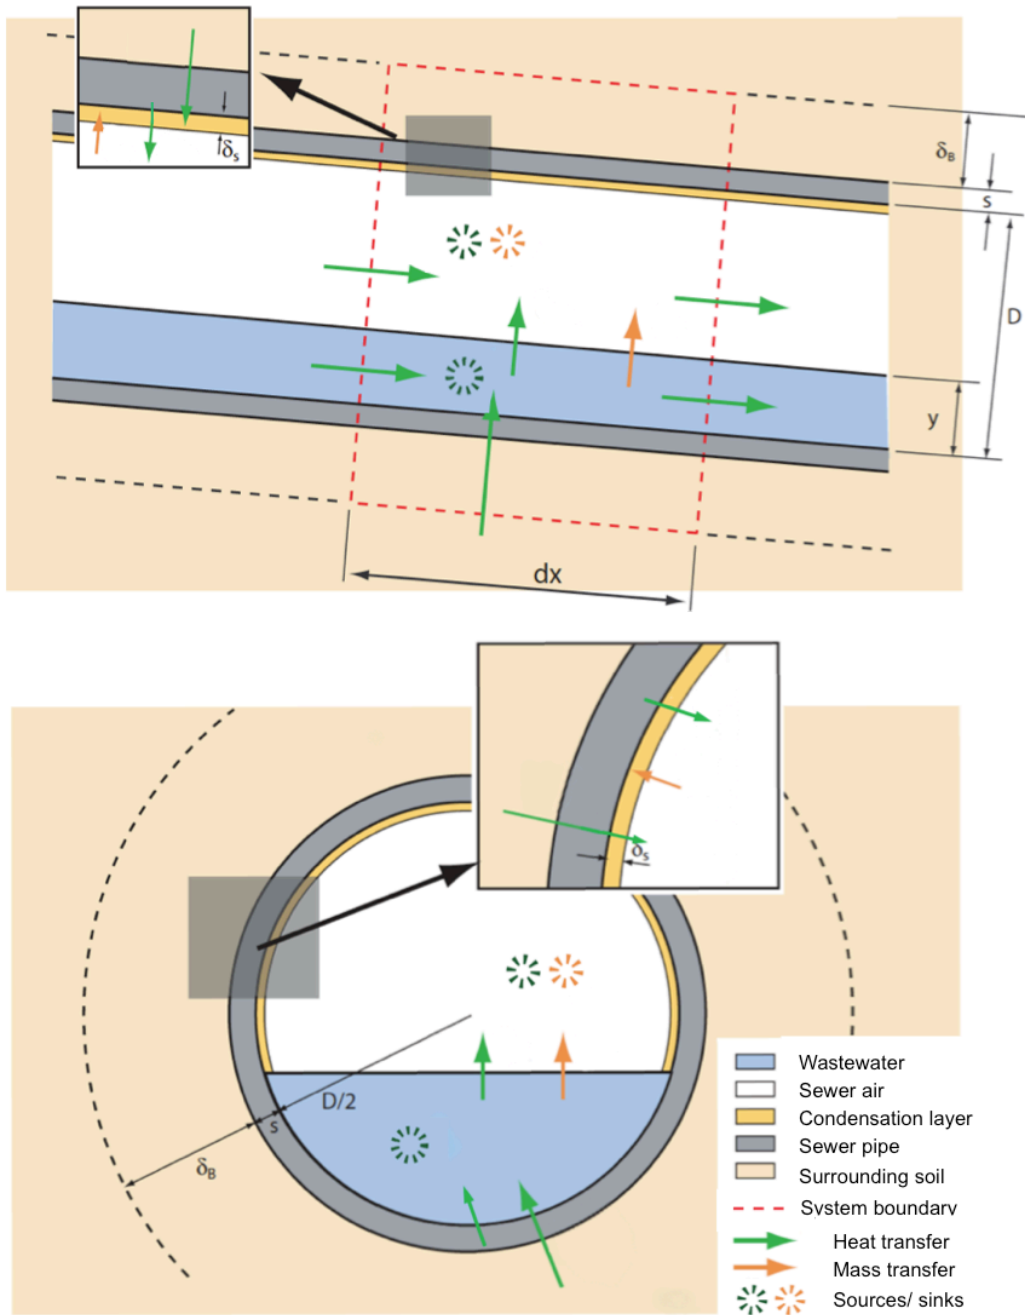 δs
δB
s
D
y
dx
δs
D/2
s
δB
Wastewater
Sewer air
Condensation layer
Sewer pipe
Surrounding soil
System boundary
Heat transfer
Mass transfer
Sources/ sinks